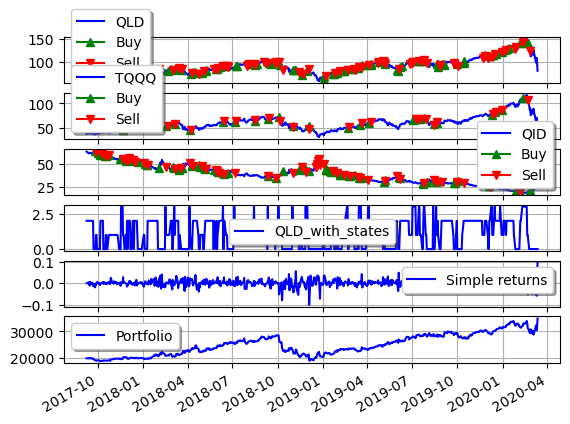 QLD
Buy
Sell
150
100
TQQQ
Buy
Sell
100
50
QID
Buy
Sell
50
25
2.5
0.0
QLD_with_states
0.1
0.0
−0.1
Simple returns
30000
20000
Portfolio
2017-10
2018-01
2018-04
2018-07
2018-10
2019-01
2019-04
2019-07
2019-10
2020-01
2020-04